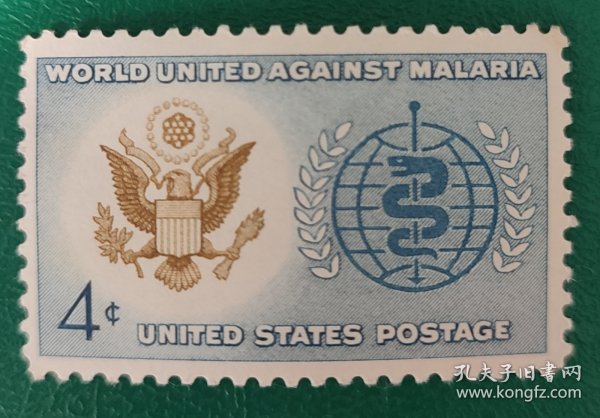 WORLD UNITED AGAINST MALARIA
4¢
UNITED STATES POSTAGE
孔夫子旧书网
www.kongfz.com